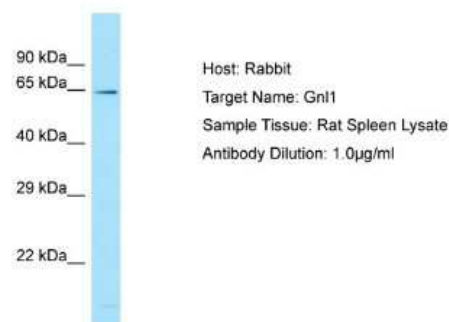 90 kDa
65 kDa
40 kDa
29 kDa
22 kDa
Host: Rabbit
Target Name: Gnl1
Sample Tissue: Rat Spleen Lysate
Antibody Dilution: 1.0µg/ml